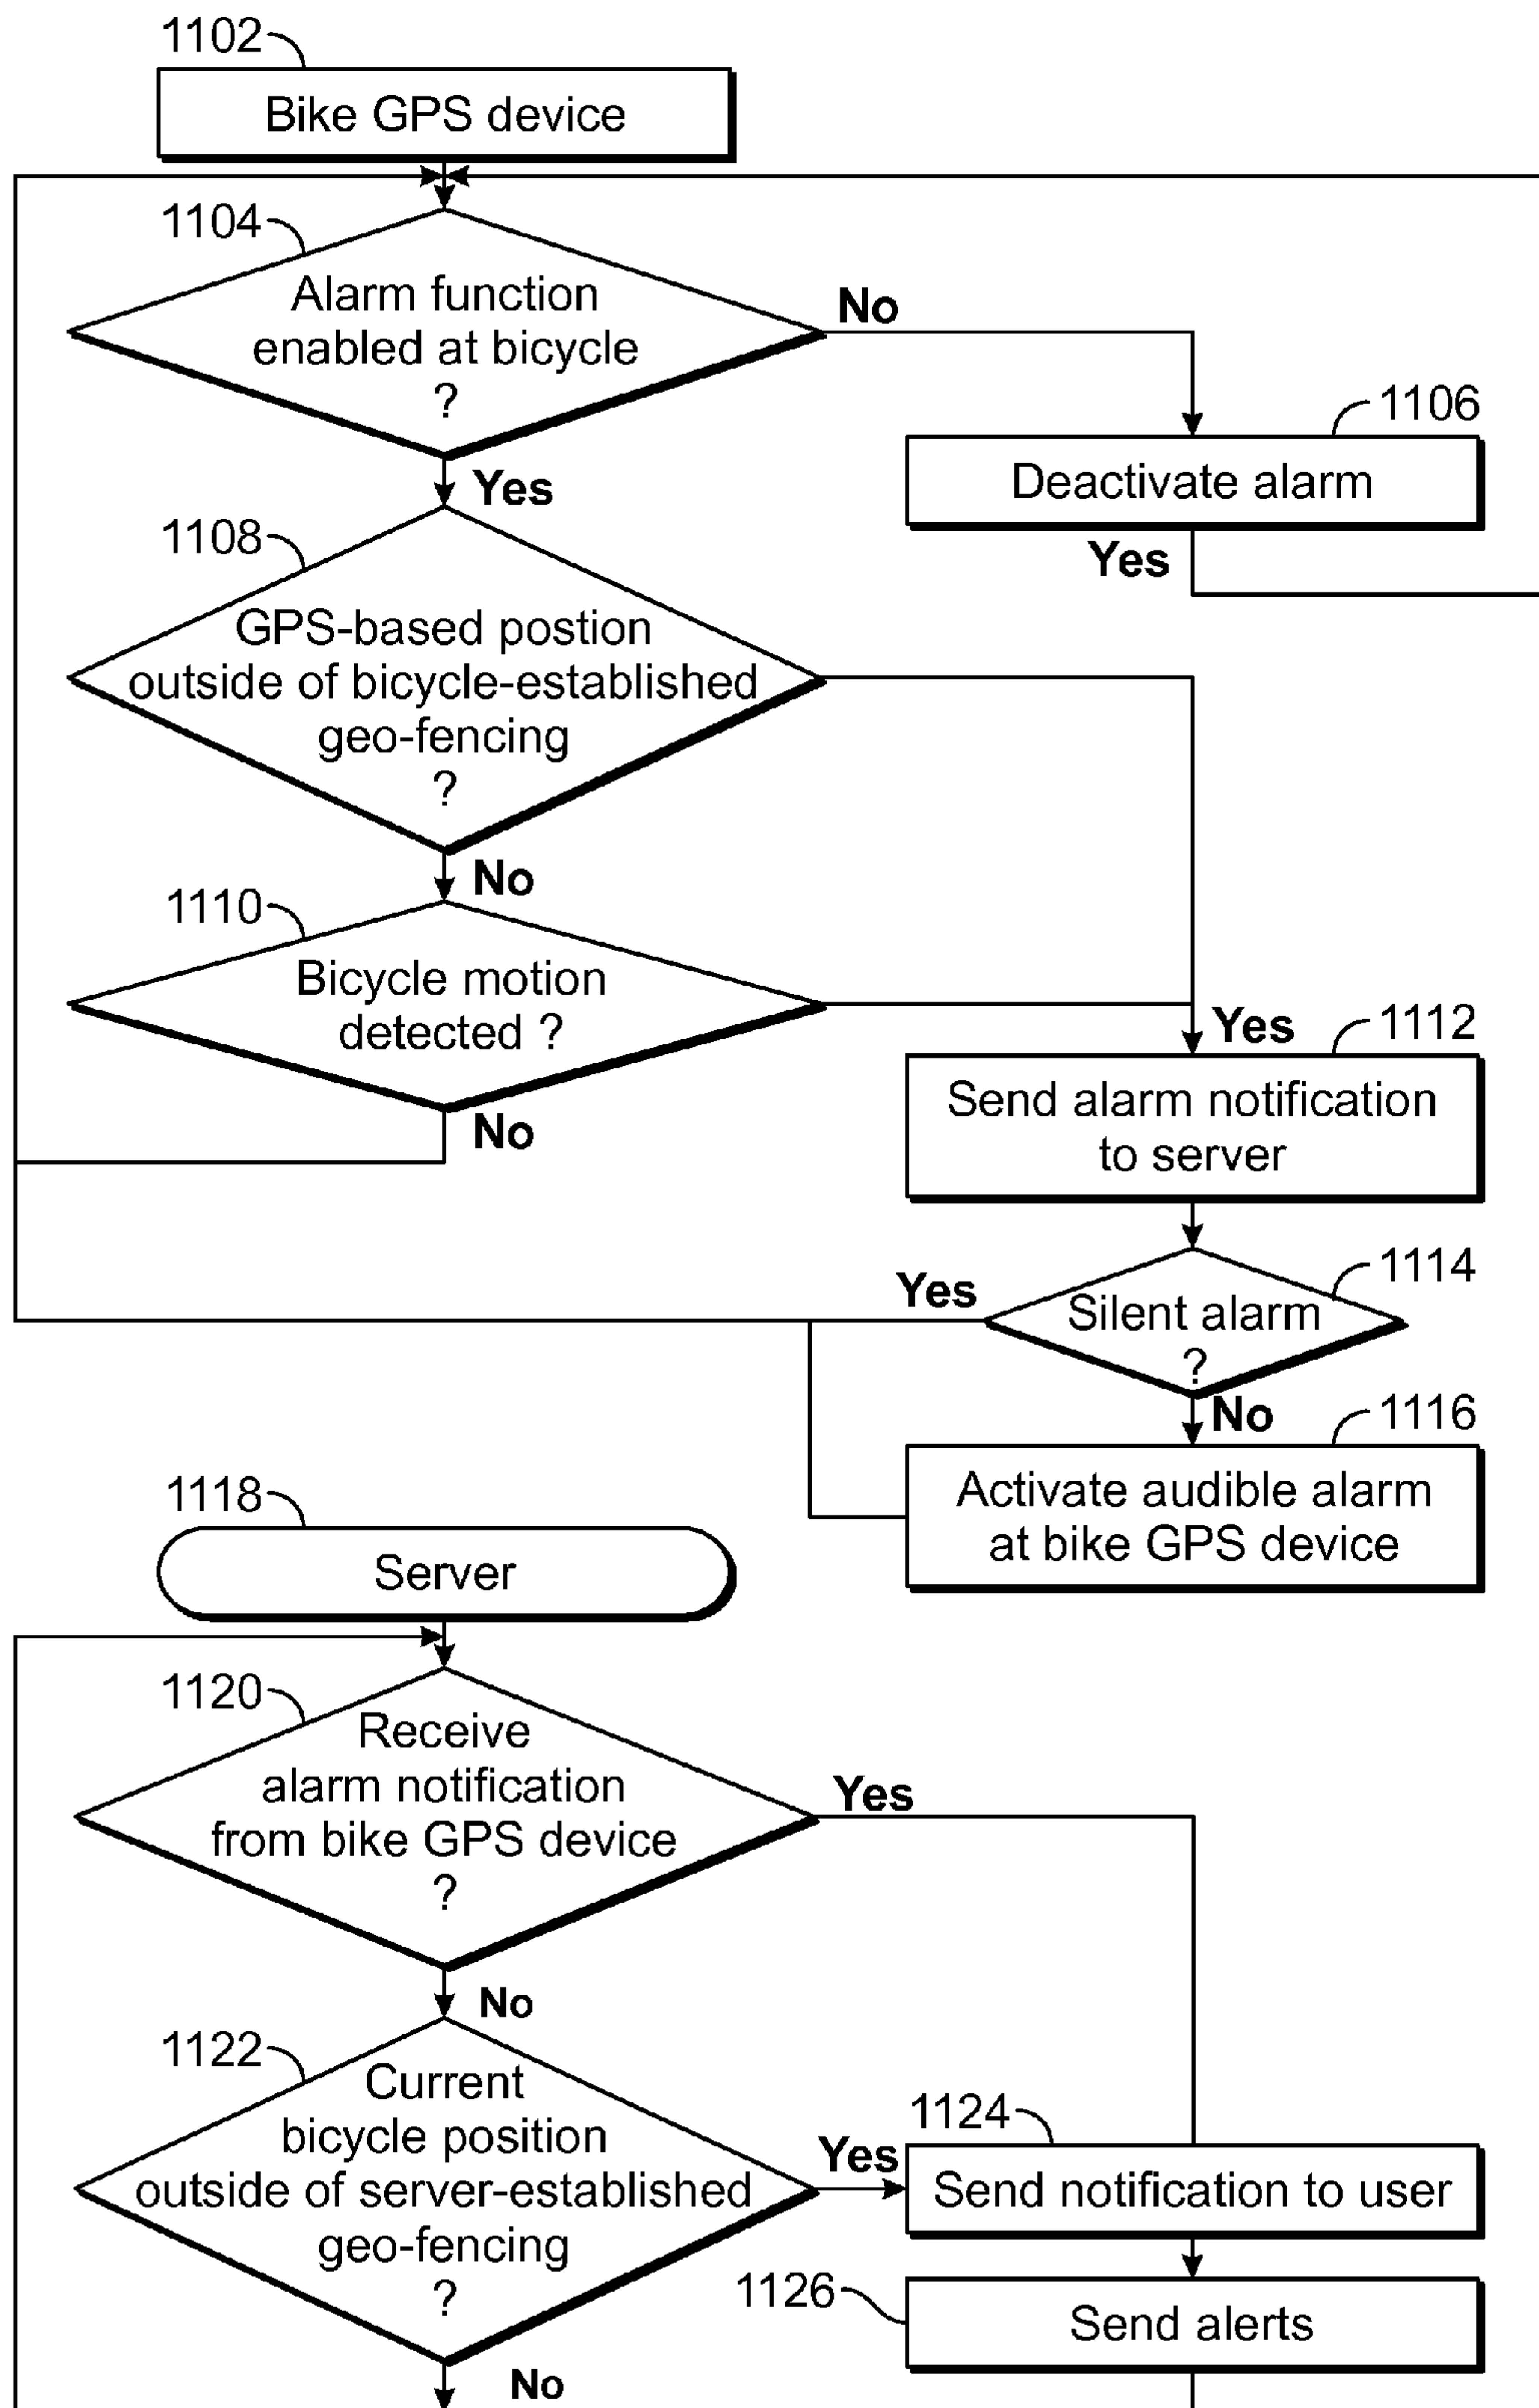 1102
Bike GPS device
1104
Alarm function
enabled at bicycle
?
No
1106
Deactivate alarm
Yes
Yes
1108
GPS-based postion
outside of bicycle-established
geo-fencing
?
No
1110
Bicycle motion
detected ?
Yes
1112
Send alarm notification
to server
No
1114
Yes
Silent alarm
?
No
1116
Activate audible alarm
at bike GPS device
1118
Server
1120
Receive
alarm notification
from bike GPS device
?
Yes
No
1122
Current
bicycle position
outside of server-established
geo-fencing
?
Yes
1124
Send notification to user
1126
Send alerts
No